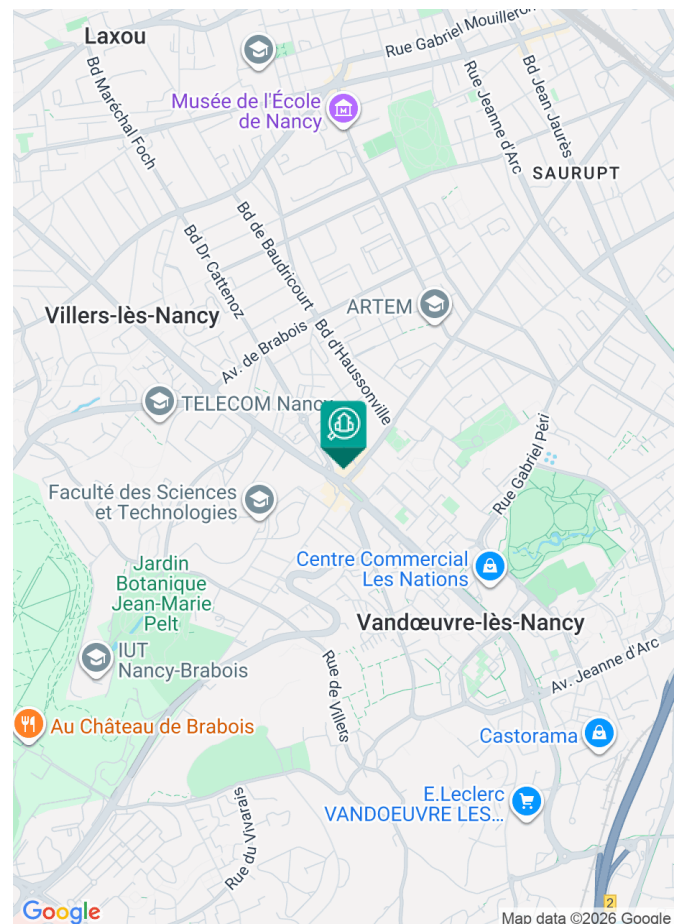 Laxou
Rue Gabriel Mouilleron
Bd Maréchal Foch
Musée de l'École
de Nancy
Rue Jeanne d'Arc
Bd Jean Jaurès
SAURUPT
Bd de Baudricourt
Bd Dr Cattenoz
ARTEM
Villers-lès-Nancy
Av. de Brabois
Bd d'Haussonville
TELECOM Nancy
Rue Gabriel Péri
Faculté des Sciences
et Technologies
Centre Commercial
Les Nations
Jardin
Botanique
Jean-Marie
Pelt
Vandœuvre-lès-Nancy
IUT
Nancy-Brabois
Rue de Villers
Av. Jeanne d'Arc
Au Château de Brabois
Castorama
E.Leclerc
VANDOEUVRE LES...
Rue du Vivarais
2
Google
Map data ©2026 Google